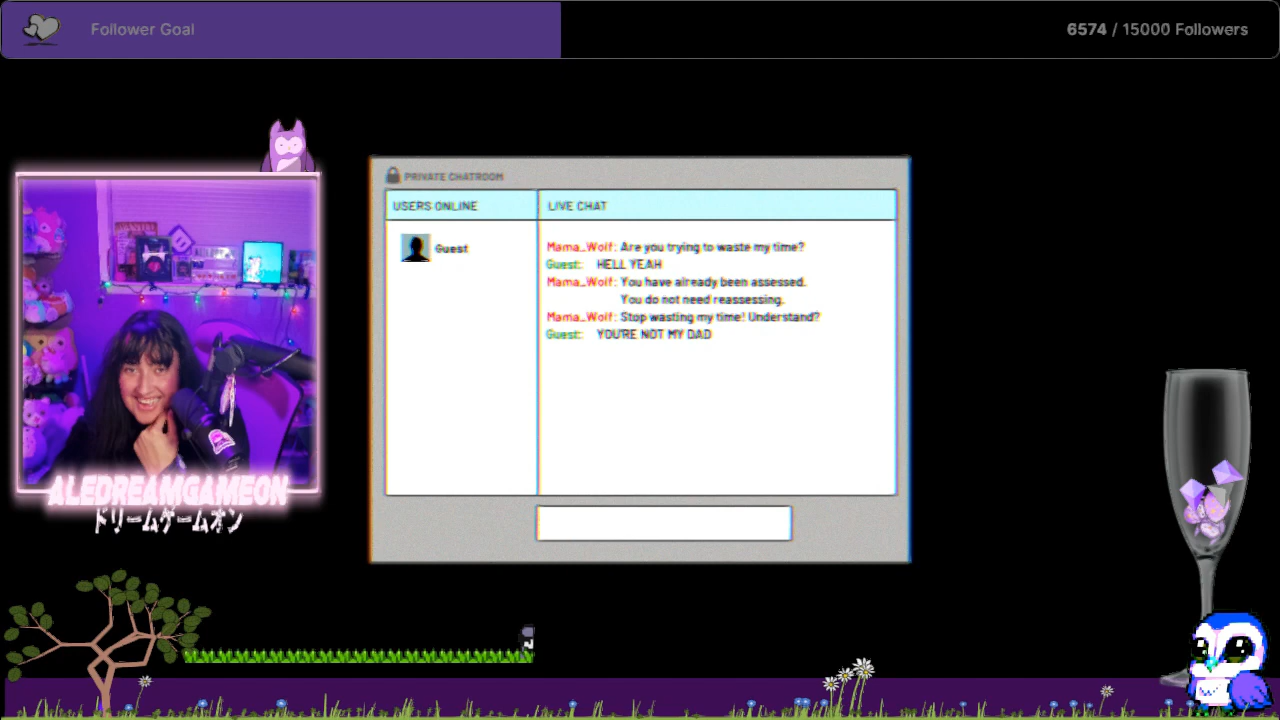 Follower Goal
6574 / 15000 Followers
PRIVATE CHATROOM
USERS ONLINE
LIVE CHAT
Guest
Mama_Wolf: Are you trying to waste my time?
Guest: HELL YEAH
Mama_Wolf: You have already been assessed.
You do not need reassessing.
Mama_Wolf: Stop wasting my time! Understand?
Guest: YOU'RE NOT MY DAD
ALEDREAMGAMEON
ドリームゲームオン